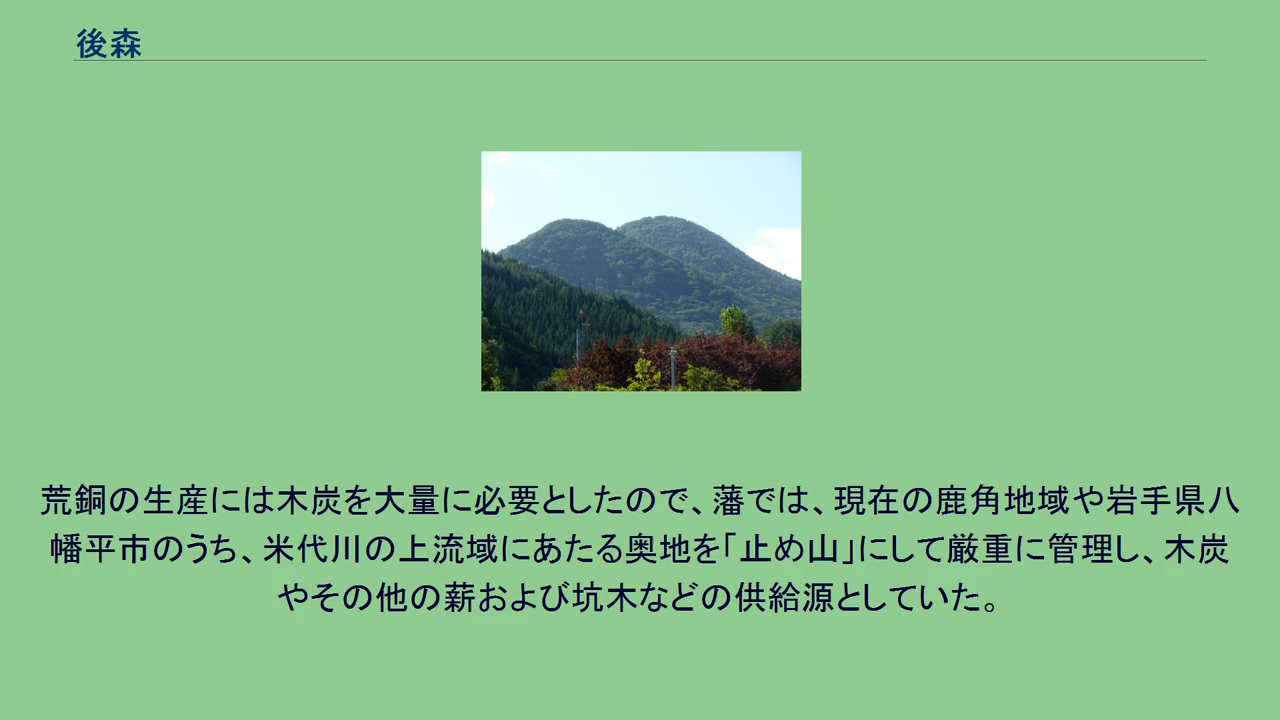 後森
荒銅の生産には木炭を大量に必要としたので、藩では、現在の鹿角地域や岩手県八
幡平市のうち、米代川の上流域にあたる奥地を「止め山」にして厳重に管理し、木炭
やその他の薪および坑木などの供給源としていた。